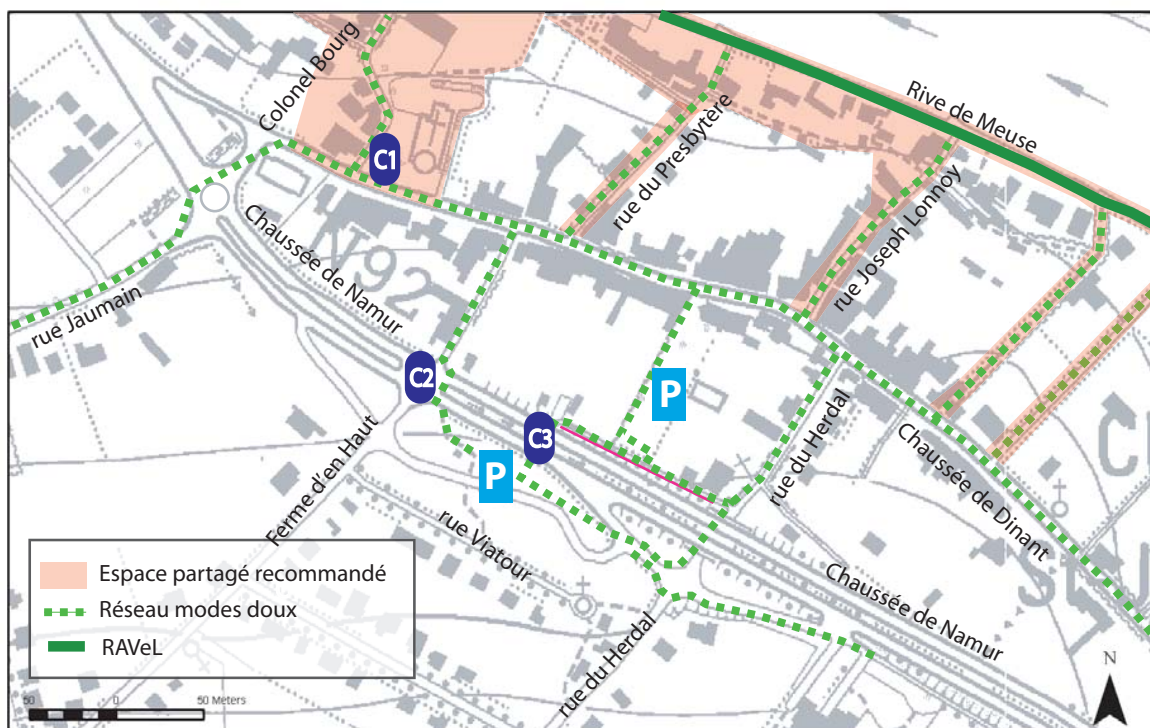 Colonel Bourg
C1
rue du Presbytère
Rive de Meuse
rue Joseph Lonnoy
Chaussée de Namur
N92
rue Jaumain
C2
C3
P
P
rue du Herdal
Chaussée de Dinant
Ferme d'en Haut
rue Viatour
Chaussée de Namur
rue du Herdal
Espace partagé recommandé
Réseau modes doux
RAVeL
50 0 50 Meters
N